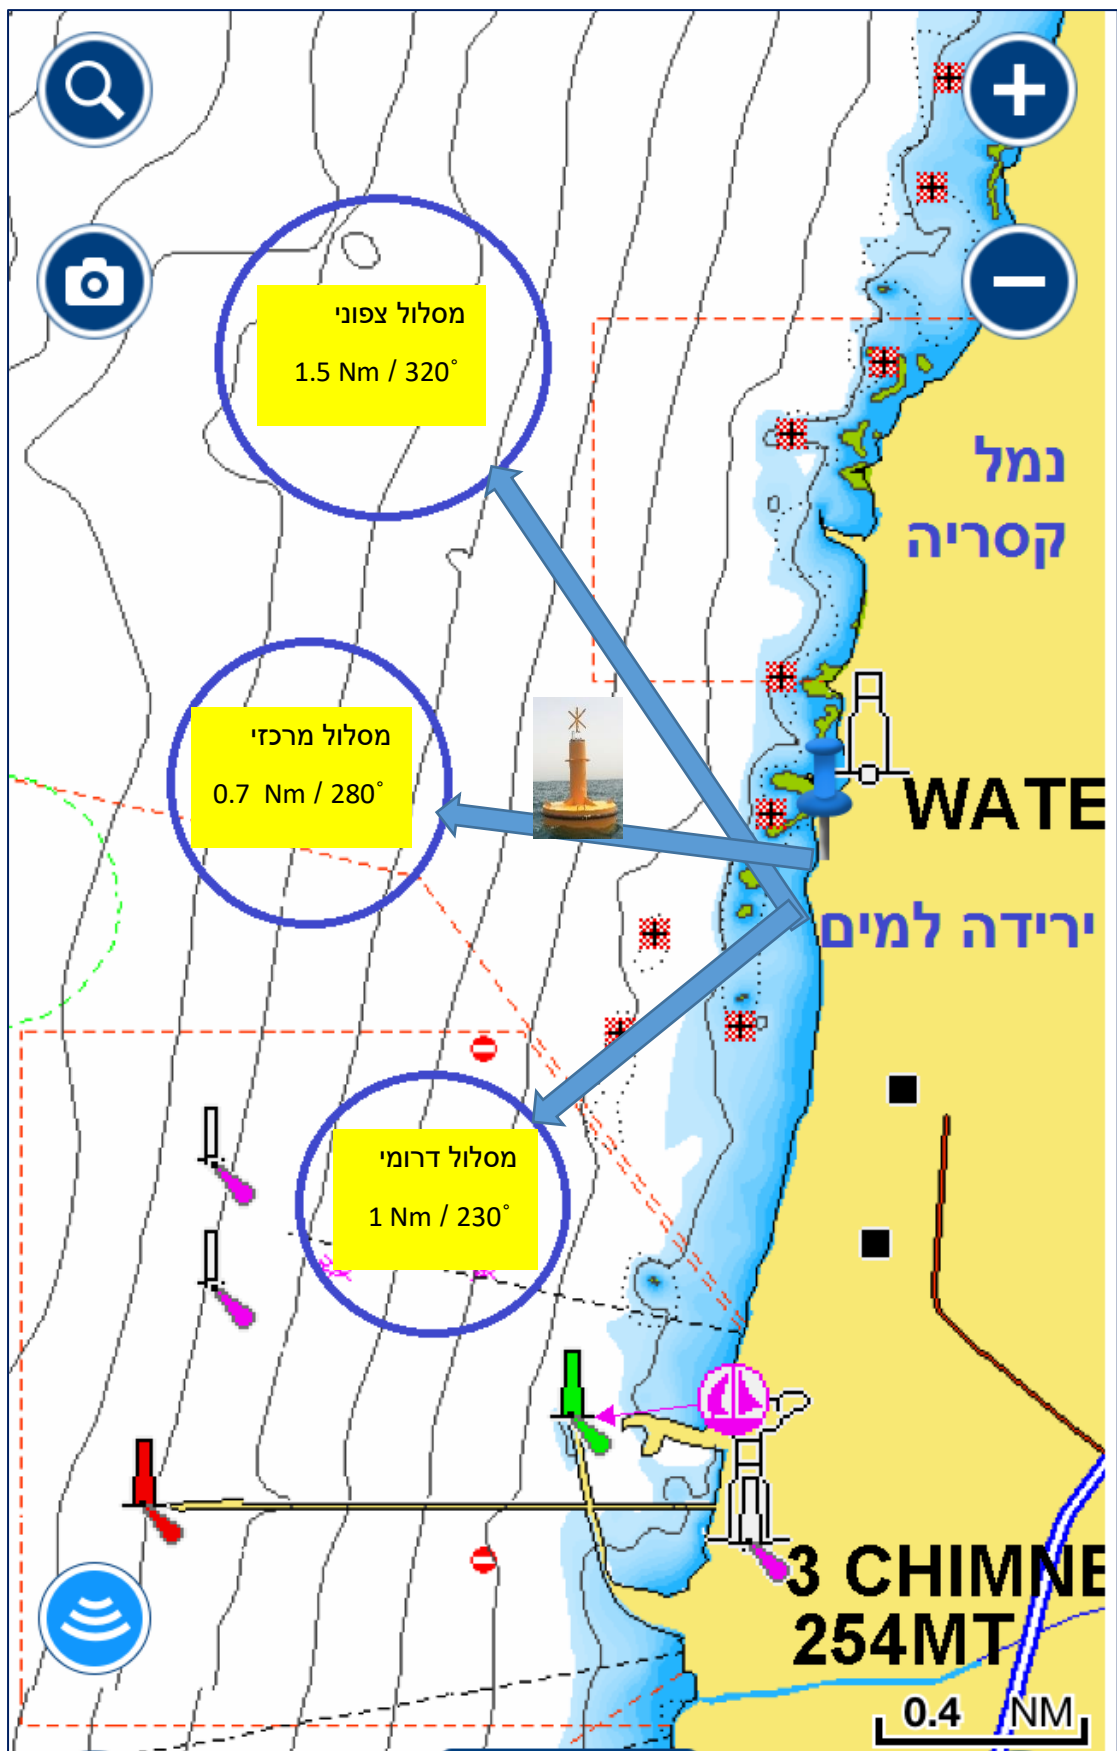 מסלול צפוני
1.5 Nm / 320°
נמל
קסריה
מסלול מרכזי
0.7 Nm / 280°
WATE
ירידה למים
מסלול דרומי
1 Nm / 230°
3 CHIMNE
254MT
0.4 NM